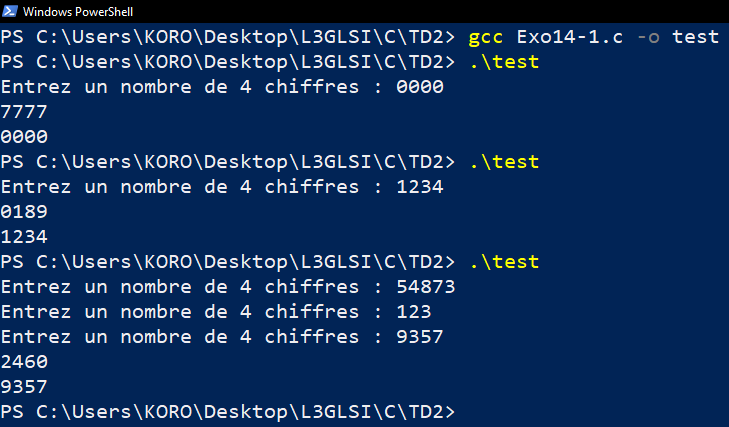 Windows PowerShell
PS C:\Users\KORO\Desktop\L3GLSI\C\TD2> gcc Exo14-1.c -o test
PS C:\Users\KORO\Desktop\L3GLSI\C\TD2> .\test
Entrez un nombre de 4 chiffres : 0000
7777
0000
PS C:\Users\KORO\Desktop\L3GLSI\C\TD2> .\test
Entrez un nombre de 4 chiffres : 1234
0189
1234
PS C:\Users\KORO\Desktop\L3GLSI\C\TD2> .\test
Entrez un nombre de 4 chiffres : 54873
Entrez un nombre de 4 chiffres : 123
Entrez un nombre de 4 chiffres : 9357
2460
9357
PS C:\Users\KORO\Desktop\L3GLSI\C\TD2>